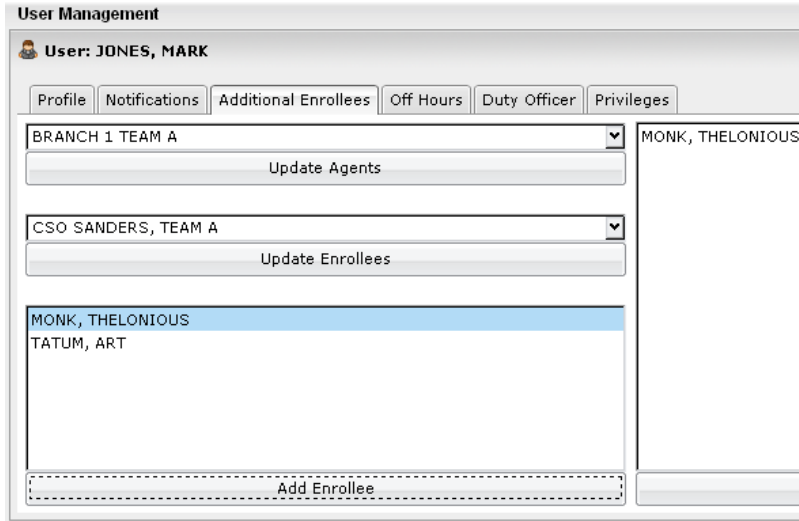 User Management
User: JONES, MARK
Profile Notifications Additional Enrollees Off Hours Duty Officer Privileges
BRANCH 1 TEAM A
Update Agents
CSO SANDERS, TEAM A
Update Enrollees
MONK, THELONIOUS
TATUM, ART
Add Enrollee
MONK, THELONIOUS